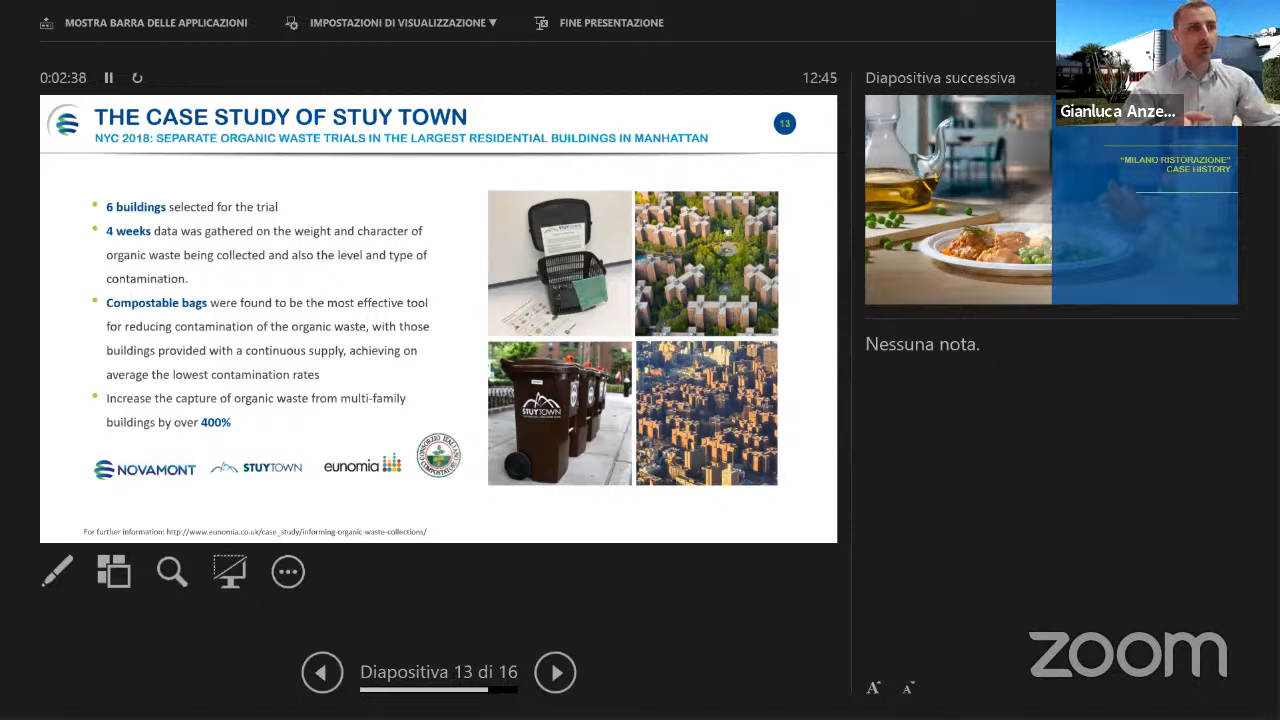 MOSTRA BARRA DELLE APPLICAZIONI
IMPOSTAZIONI DI VISUALIZZAZIONE ▼
FINE PRESENTAZIONE
0:02:38
12:45
Diapositiva successiva
Gianluca Anze...
THE CASE STUDY OF STUY TOWN
NYC 2018: SEPARATE ORGANIC WASTE TRIALS IN THE LARGEST RESIDENTIAL BUILDINGS IN MANHATTAN
13
• 6 buildings selected for the trial
• 4 weeks data was gathered on the weight and character of
organic waste being collected and also the level and type of
contamination.
• Compostable bags were found to be the most effective tool
for reducing contamination of the organic waste, with those
buildings provided with a continuous supply, achieving on
average the lowest contamination rates
• Increase the capture of organic waste from multi-family
buildings by over 400%
STUYTOWN
NOVAMONT
STUYTOWN
eunomia
CONSORZIO ITALIANO COMPOSTATORI
For further information: http://www.eunomia.co.uk/case_study/informing-organic-waste-collections/
"MILANO RISTORAZIONE"
CASE HISTORY
Nessuna nota.
Diapositiva 13 di 16
A A
zoom